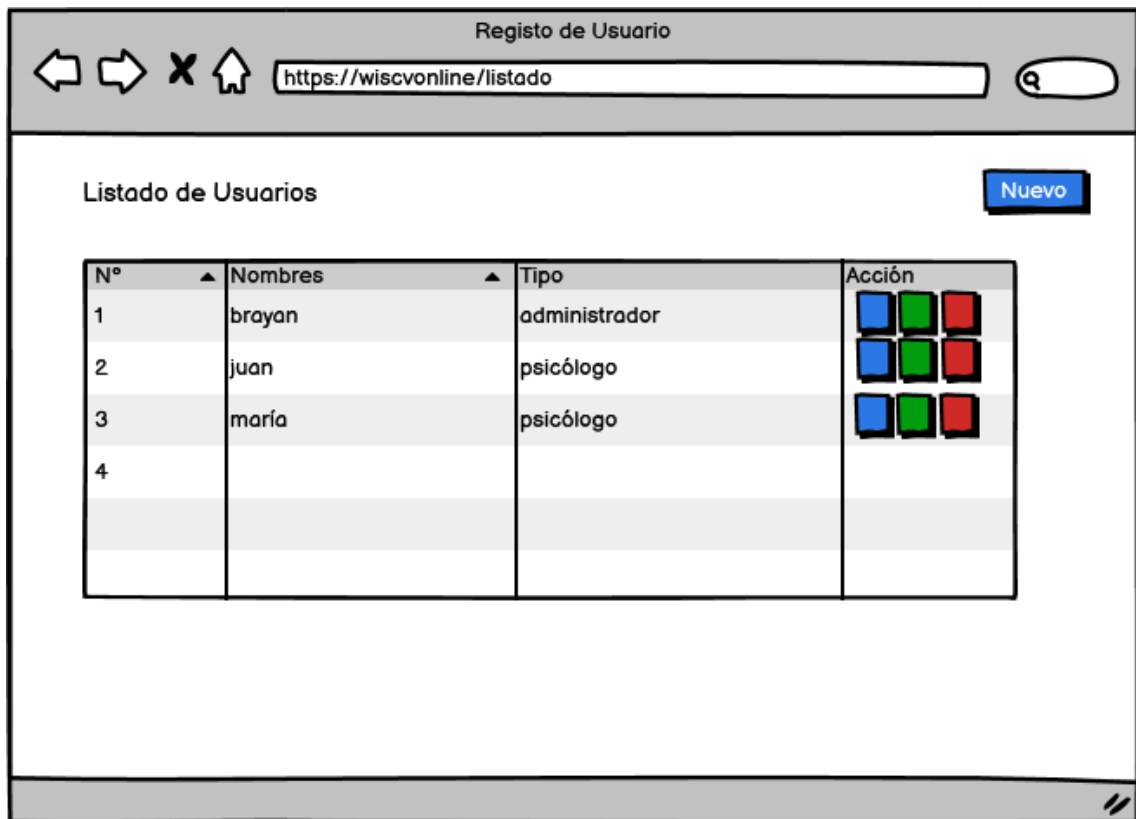 Registo de Usuario
https://wiscvonline/listado
Listado de Usuarios
Nuevo
N° Nombres Tipo Acción
1 brayan administrador
2 juan psicólogo
3 maría psicólogo
4